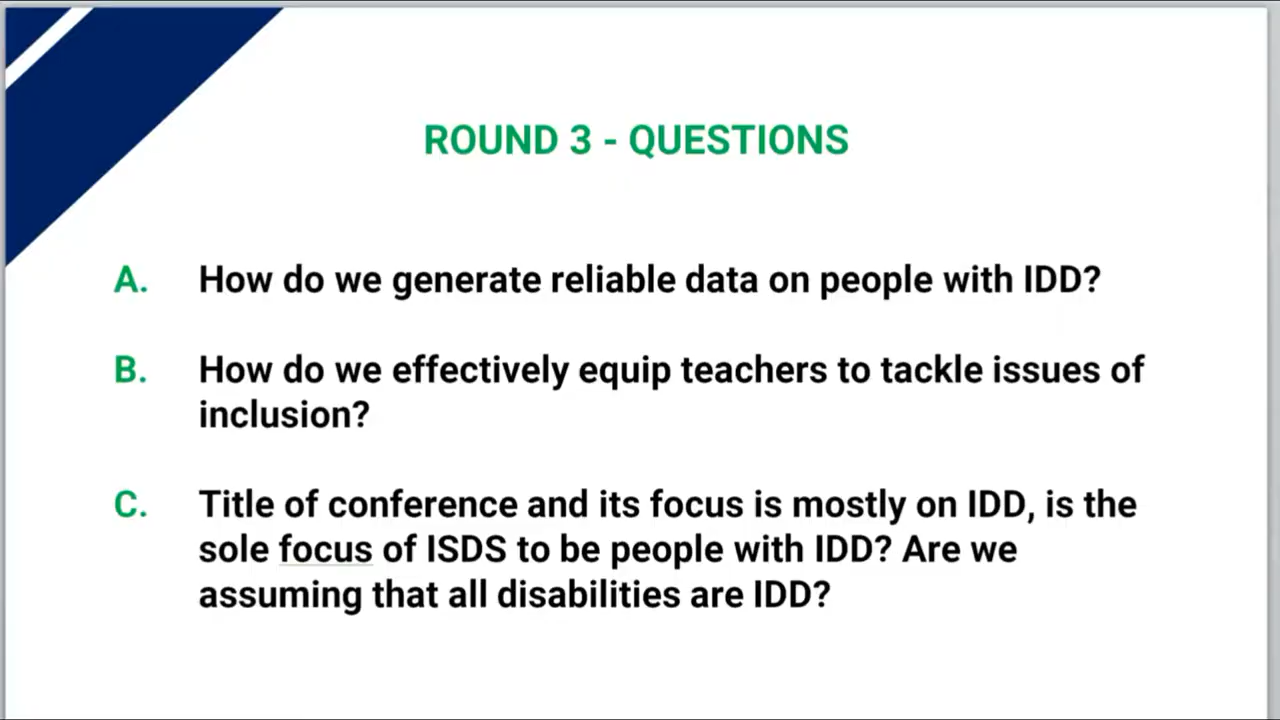 ROUND 3 - QUESTIONS
A. How do we generate reliable data on people with IDD?
B. How do we effectively equip teachers to tackle issues of
inclusion?
C. Title of conference and its focus is mostly on IDD, is the
sole focus of ISDS to be people with IDD? Are we
assuming that all disabilities are IDD?